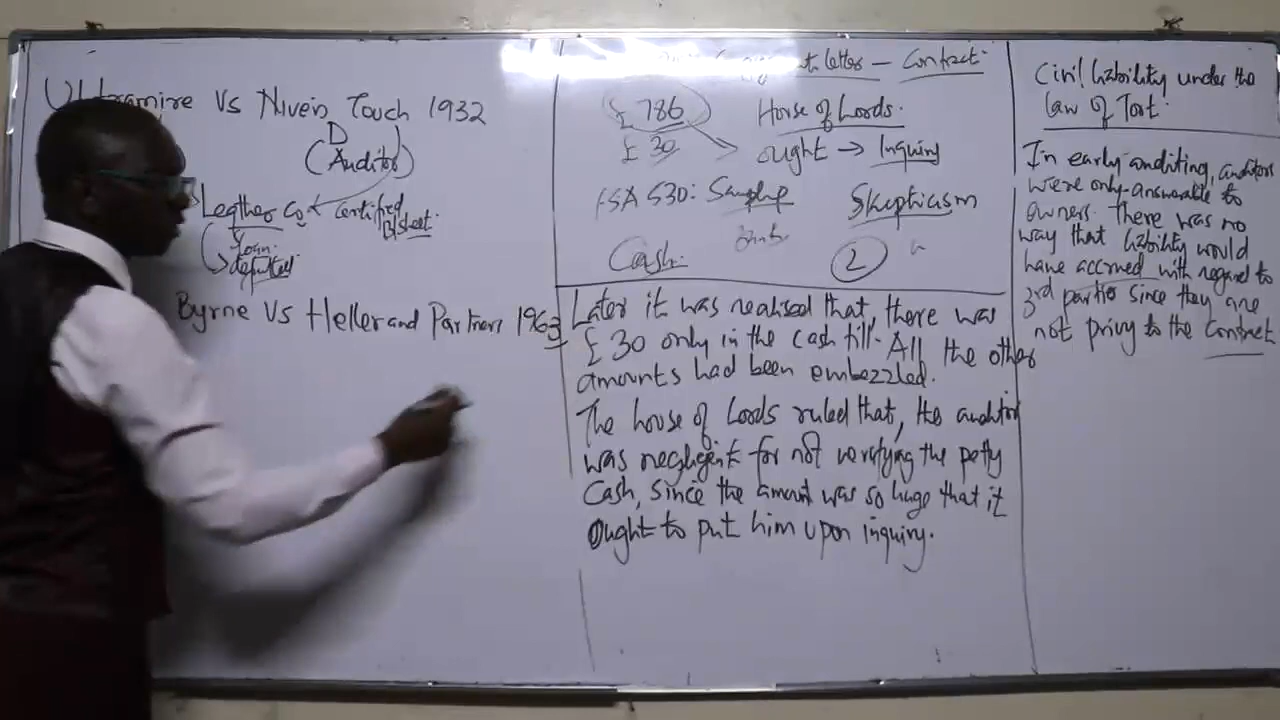 Vs Niven Touch 1932
D
(Auditor)
Leather Co certified
B/sheet.
loan
defaulted
Byrne Vs Heller and Partners 1963
letter – Contract
£ 786 House of Lords.
£ 30 ought → Inquiry
ISA 530: Sampling Skepticism
Cash. 2
Later it was realised that, there was
£ 30 only in the cash till. All the other
amounts had been embezzled.
The house of Lords ruled that, the auditor
was negligent for not verifying the petty
Cash, since the amount was so huge that it
Ought to put him upon inquiry.
Civil liability under the
law of Tort.
In early auditing, auditors
were only answerable to
owners. There was no
way that liability would
have accrued with regard to
3rd parties since they are
not privy to the contract